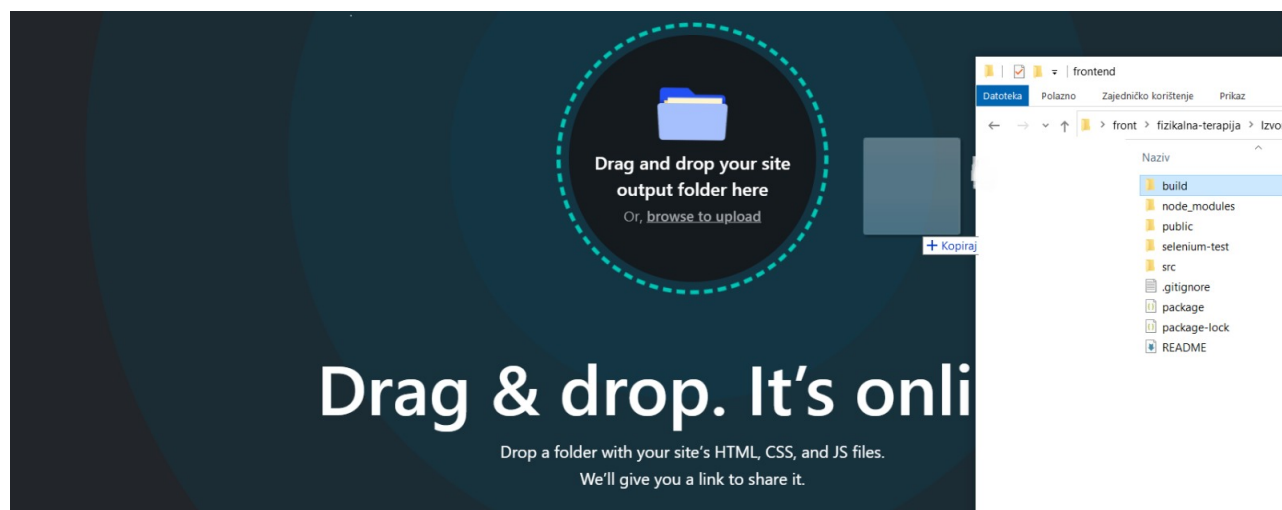 Drag and drop your site
output folder here
Or, browse to upload
Drag & drop. It's onli
Drop a folder with your site's HTML, CSS, and JS files.
We'll give you a link to share it.
Kopiraj
frontend
Datoteka Polazno Zajedničko korištenje Prikaz
front > fizikalna-terapija > Izvo
Naziv
build
node_modules
public
selenium-test
src
.gitignore
package
package-lock
README